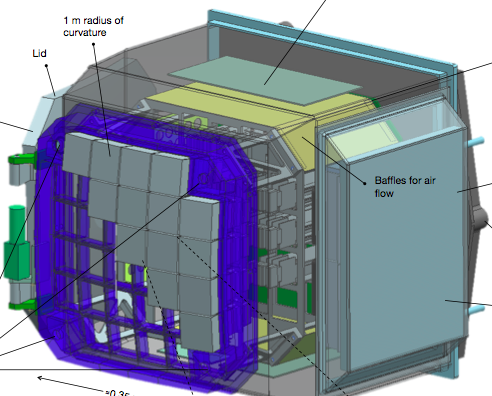 1 m radius of
curvature
Lid
Baffles for air
flow